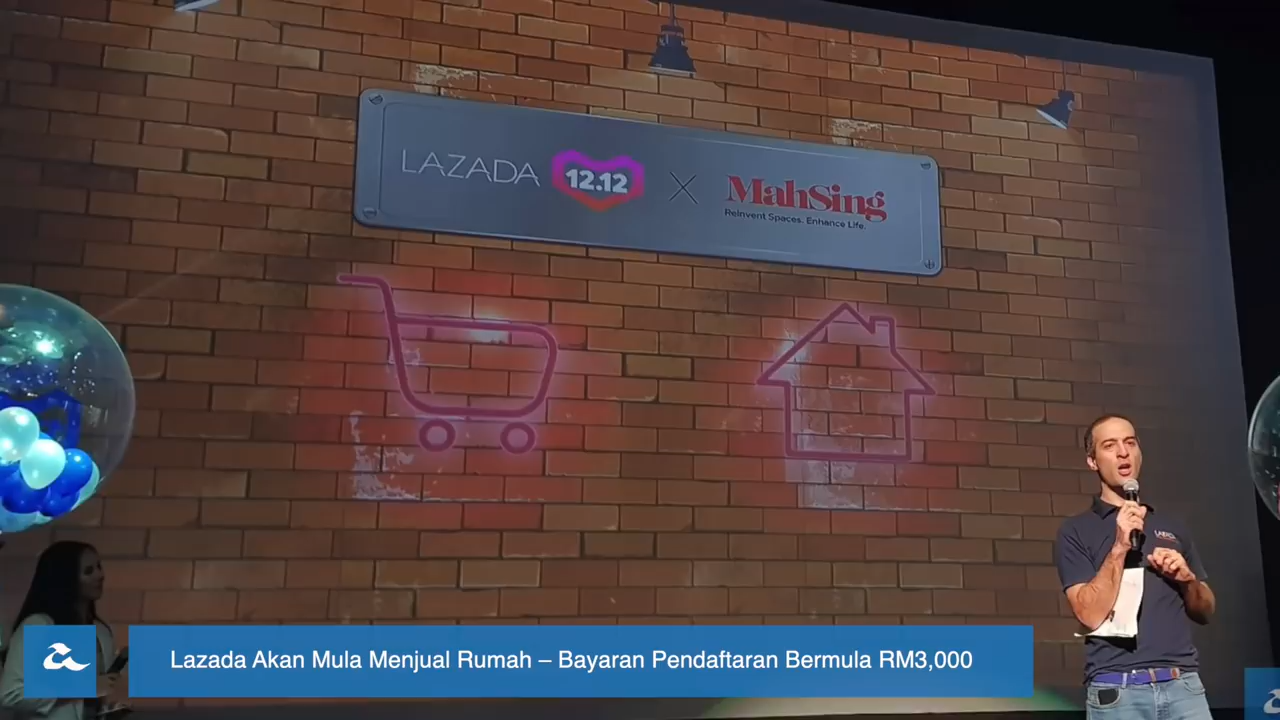 LAZADA 12.12 X MahSing
Reinvent Spaces. Enhance Life.
Lazada Akan Mula Menjual Rumah – Bayaran Pendaftaran Bermula RM3,000